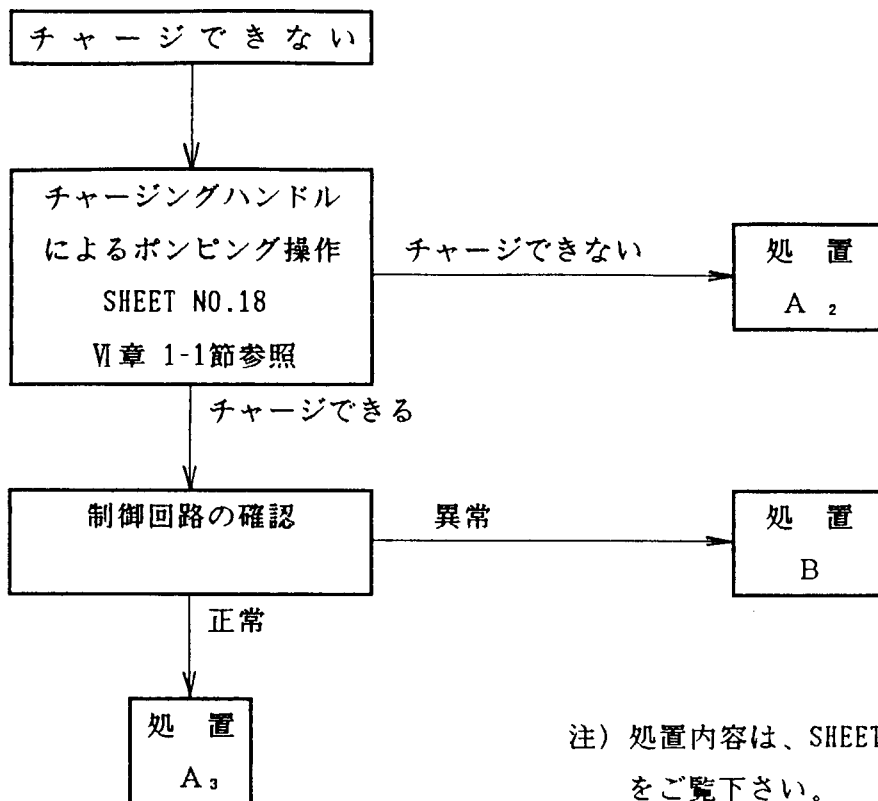 チャージできない
チャージングハンドル
によるポンピング操作
SHEET NO.18
Ⅵ章 1-1節参照
チャージできない
処置
A₂
チャージできる
制御回路の確認
異常
処置
B
正常
処置
A₃
注) 処置内容は、SHEET
をご覧下さい。